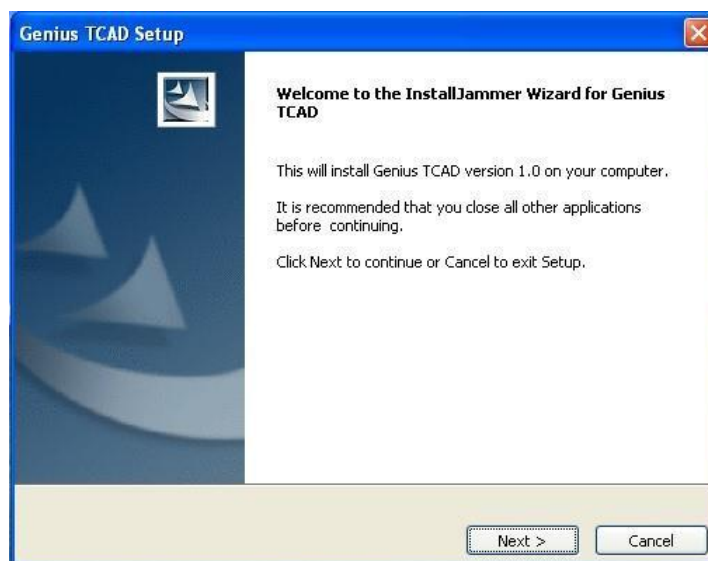 Genius TCAD Setup
Welcome to the InstallJammer Wizard for Genius
TCAD
This will install Genius TCAD version 1.0 on your computer.
It is recommended that you close all other applications
before continuing.
Click Next to continue or Cancel to exit Setup.
Next >
Cancel